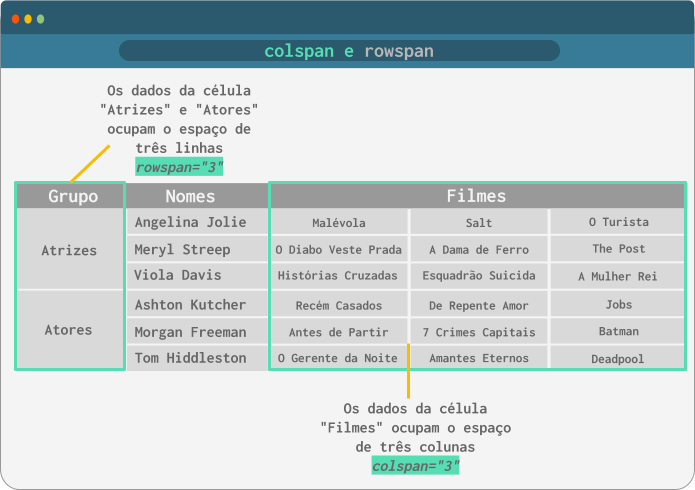 colspan e rowspan
Os dados da célula
"Atrizes" e "Atores"
ocupam o espaço de
três linhas
rowspan="3"
Grupo Nomes Filmes
Atrizes
Angelina Jolie Malévola Salt O Turista
Meryl Streep O Diabo Veste Prada A Dama de Ferro The Post
Viola Davis Histórias Cruzadas Esquadrão Suicida A Mulher Rei
Atores
Ashton Kutcher Recém Casados De Repente Amor Jobs
Morgan Freeman Antes de Partir 7 Crimes Capitais Batman
Tom Hiddleston O Gerente da Noite Amantes Eternos Deadpool
Os dados da célula
"Filmes" ocupam o espaço
de três colunas
colspan="3"